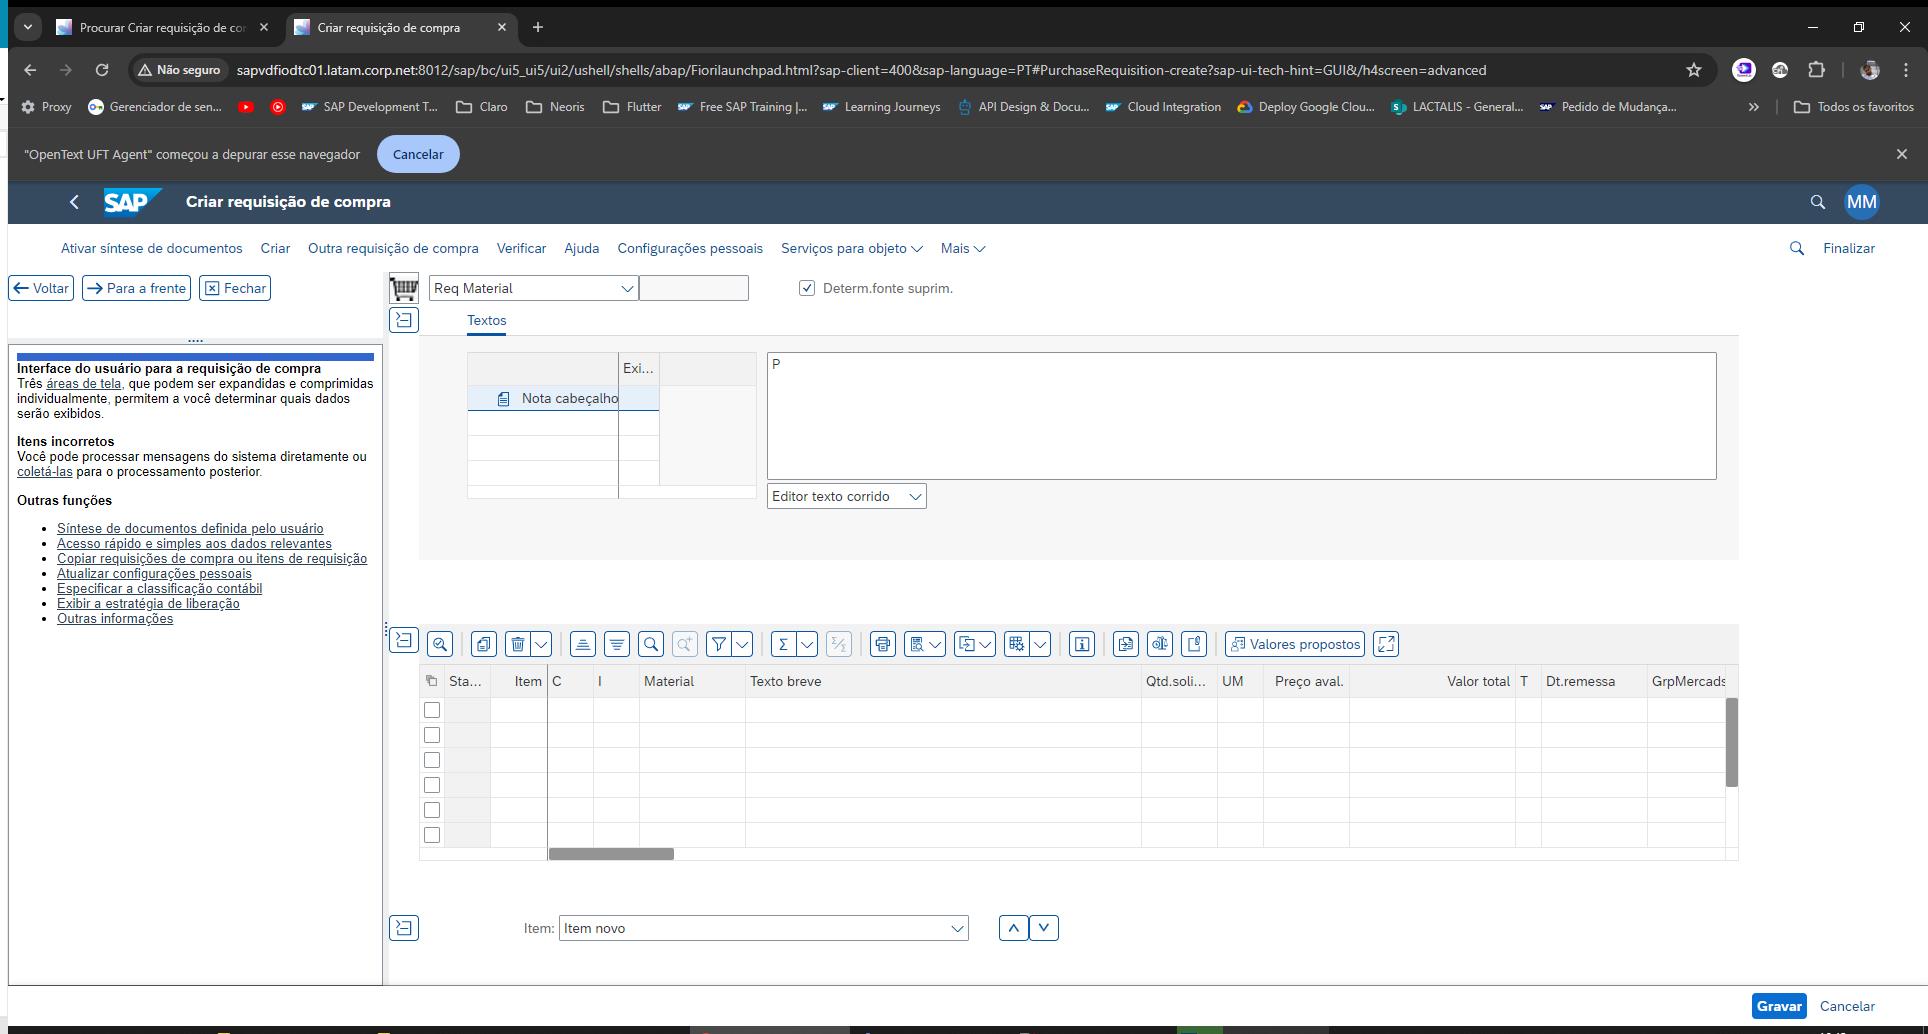 Procurar Criar requisição de cor
Criar requisição de compra
Não seguro
sapvdfiodtc01.latam.corp.net:8012/sap/bc/ui5_ui5/ui2/ushell/shells/abap/Fiorilaunchpad.html?sap-client=400&sap-language=PT#PurchaseRequisition-create?sap-ui-tech-hint=GUI&/h4screen=advanced
Proxy
Gerenciador de sen...
SAP Development T...
Claro
Neoris
Flutter
Free SAP Training |...
Learning Journeys
API Design & Docu...
Cloud Integration
Deploy Google Clou...
LACTALIS - General...
Pedido de Mudança...
Todos os favoritos
"OpenText UFT Agent" começou a depurar esse navegador
Cancelar
SAP
Criar requisição de compra
MM
Ativar síntese de documentos
Criar
Outra requisição de compra
Verificar
Ajuda
Configurações pessoais
Serviços para objeto
Mais
Finalizar
Voltar
Para a frente
Fechar
Req Material
Determ.fonte suprim.
Textos
Interface do usuário para a requisição de compra
Três áreas de tela, que podem ser expandidas e comprimidas
individualmente, permitem a você determinar quais dados
serão exibidos.
Itens incorretos
Você pode processar mensagens do sistema diretamente ou
coletá-las para o processamento posterior.
Outras funções
Síntese de documentos definida pelo usuário
Acesso rápido e simples aos dados relevantes
Copiar requisições de compra ou itens de requisição
Atualizar configurações pessoais
Especificar a classificação contábil
Exibir a estratégia de liberação
Outras informações
Exi...
Nota cabeçalho
P
Editor texto corrido
Valores propostos
Sta...
Item
C
I
Material
Texto breve
Qtd.soli...
UM
Preço aval.
Valor total
T
Dt.remessa
GrpMercads
Item:
Item novo
Gravar
Cancelar